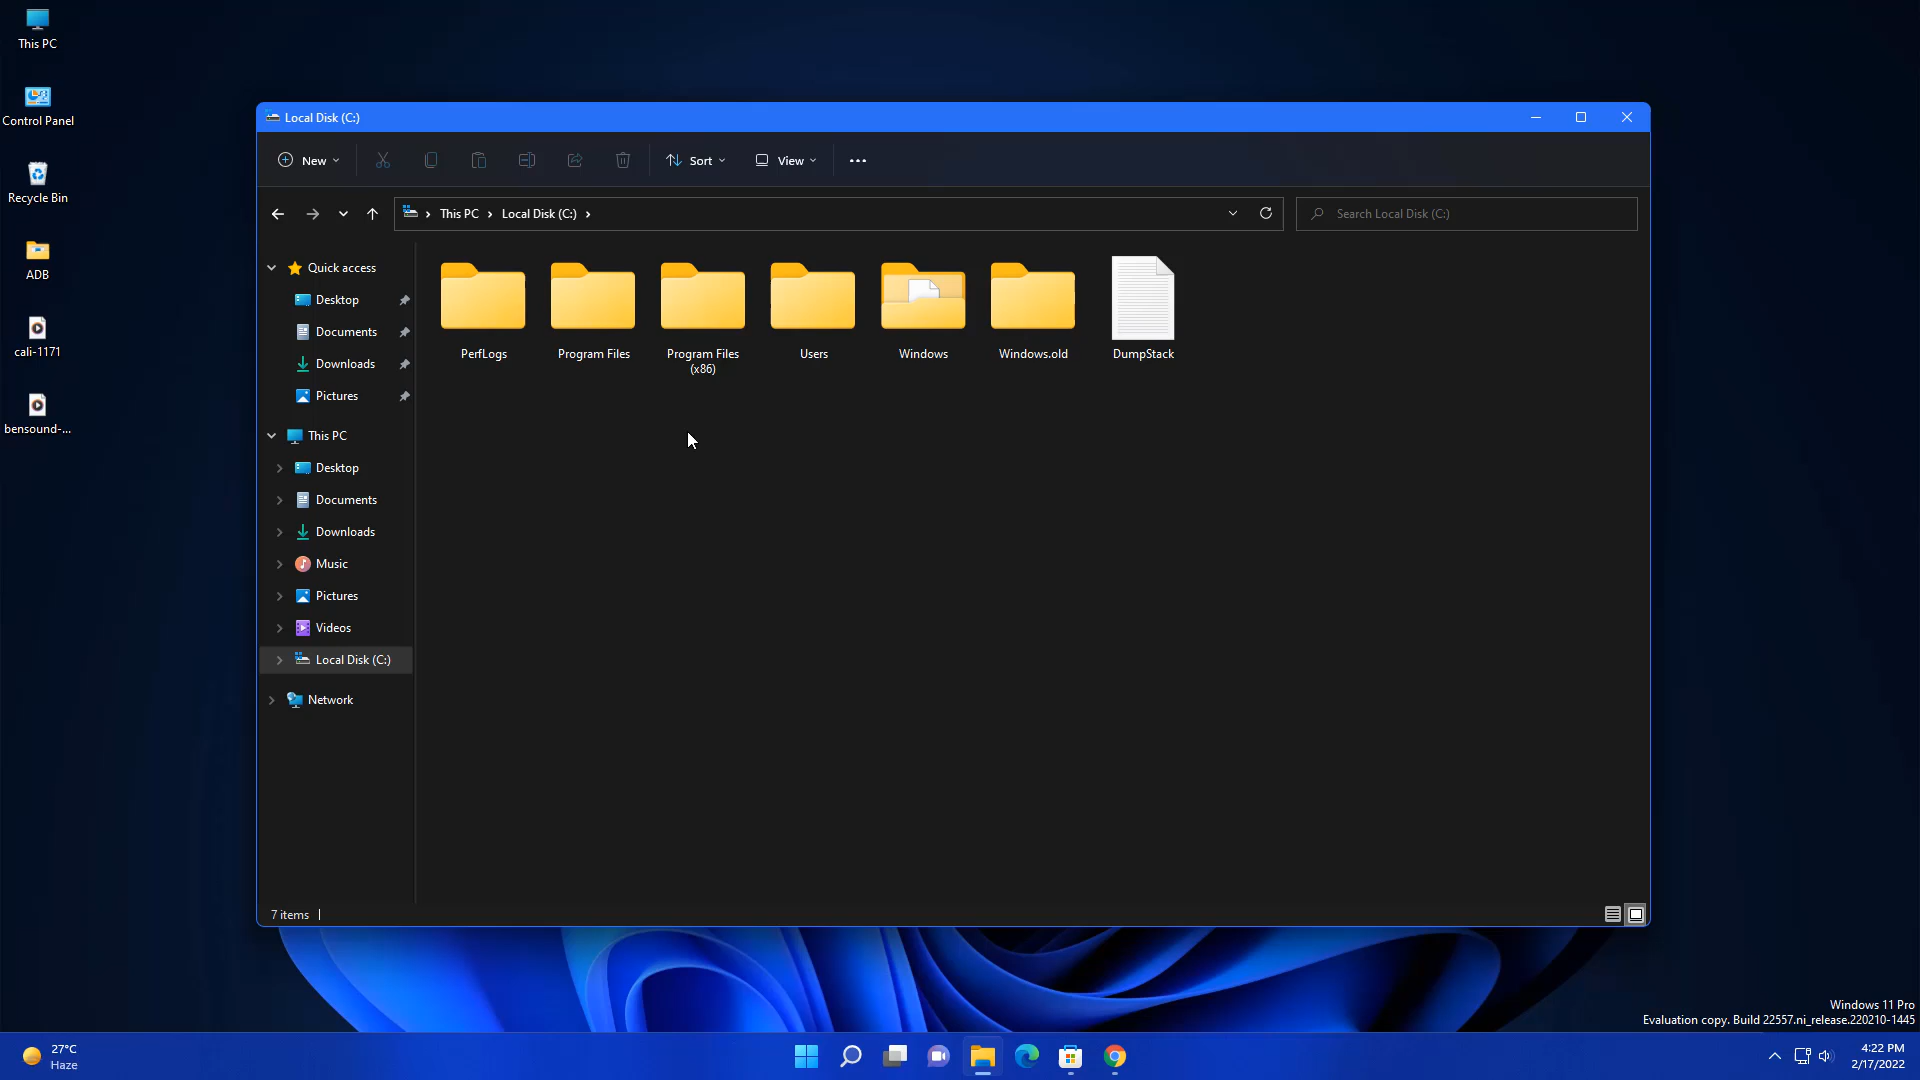 This PC
Control Panel
Recycle Bin
ADB
cali-1171
bensound-...
Local Disk (C:)
New
Sort
View
This PC
Local Disk (C:)
Search Local Disk (C:)
Quick access
Desktop
Documents
Downloads
Pictures
This PC
Desktop
Documents
Downloads
Music
Pictures
Videos
Local Disk (C:)
Network
PerfLogs
Program Files
Program Files
(x86)
Users
Windows
Windows.old
DumpStack
7 items
Windows 11 Pro
Evaluation copy. Build 22557.ni_release.220210-1445
27°C
Haze
4:22 PM
2/17/2022